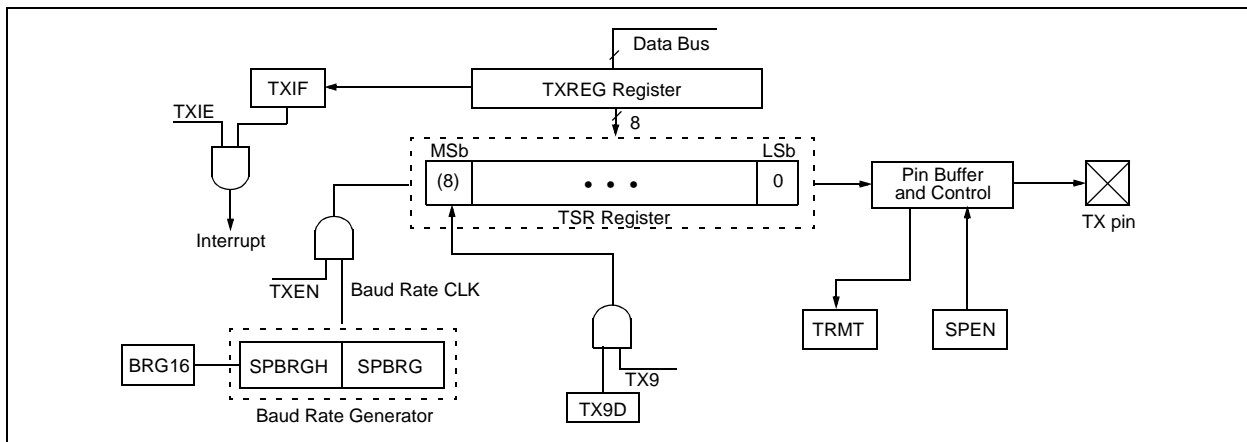 Data Bus
TXIF
TXREG Register
TXIE
8
MSb
LSb
(8)
• • •
0
Pin Buffer
and Control
TSR Register
TX pin
Interrupt
TXEN
Baud Rate CLK
TRMT
SPEN
BRG16
SPBRGH
SPBRG
TX9
TX9D
Baud Rate Generator